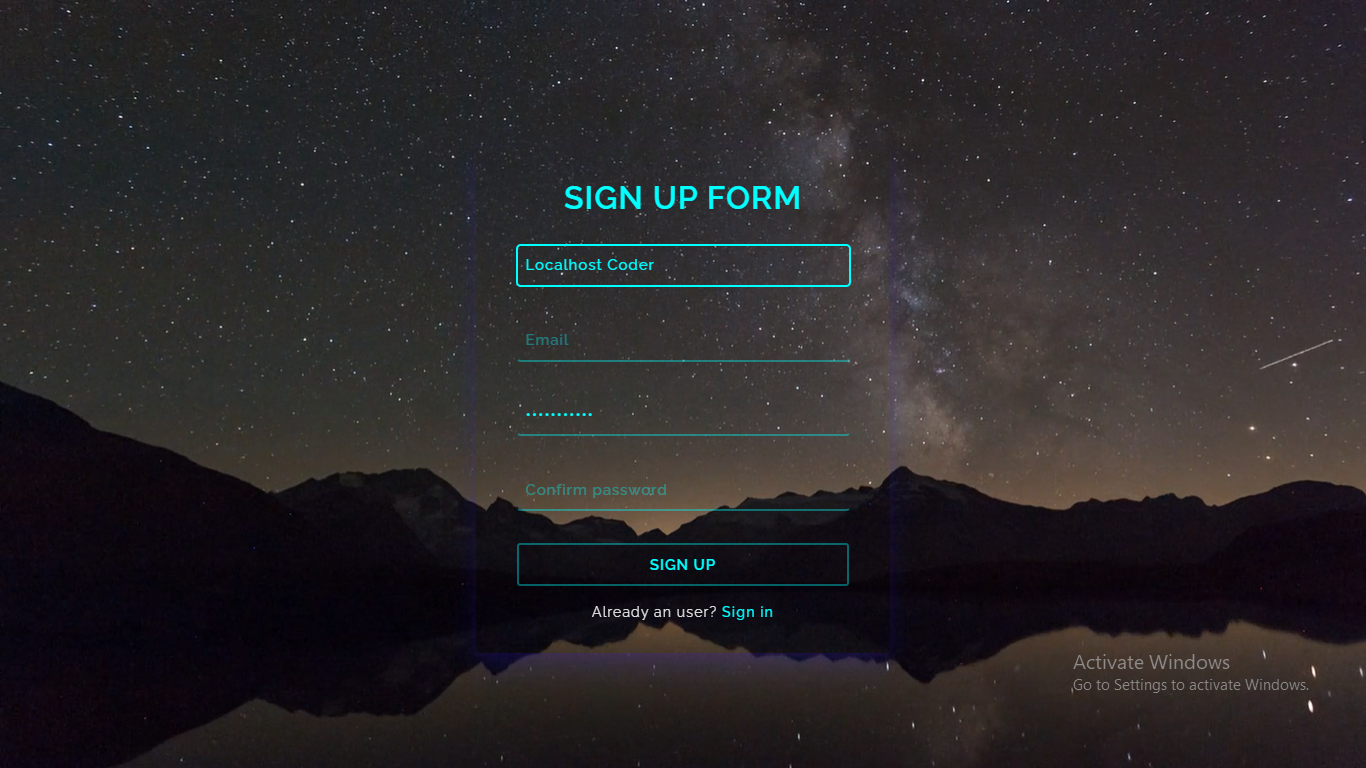 SIGN UP FORM
Localhost Coder
Email
...........
Confirm password
SIGN UP
Already an user? Sign in
Activate Windows
Go to Settings to activate Windows.